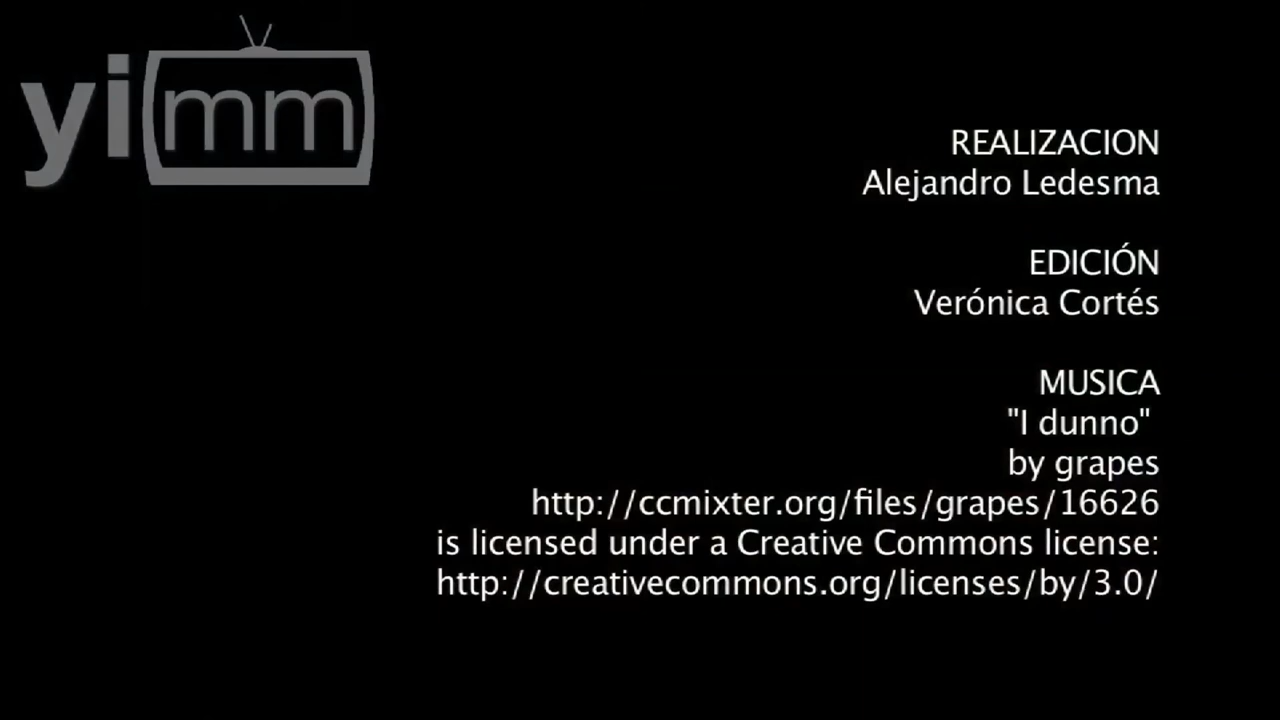 yimm
REALIZACION
Alejandro Ledesma
EDICIÓN
Verónica Cortés
MUSICA
"I dunno"
by grapes
http://ccmixter.org/files/grapes/16626
is licensed under a Creative Commons license:
http://creativecommons.org/licenses/by/3.0/